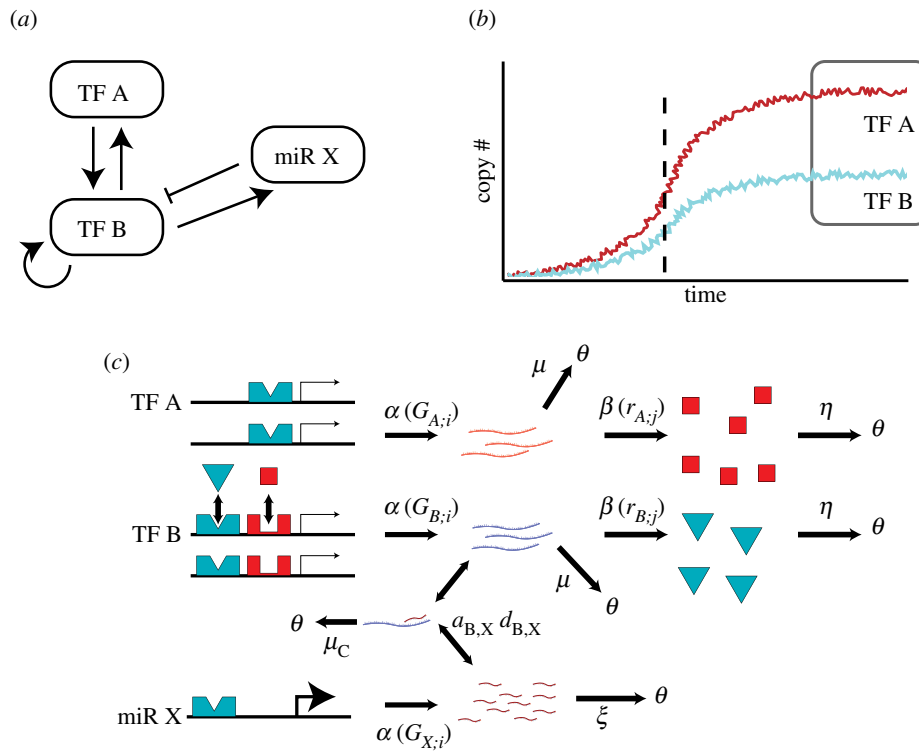 (a)
TF A
miR X
TF B
(b)
copy #
TF A
TF B
time
(c)
TF A
α (G_{A;i})
μ
θ
β (r_{A;j})
η
θ
TF B
α (G_{B;i})
β (r_{B;j})
η
θ
μ
θ
θ
μ_C
a_{B,X} d_{B,X}
miR X
α (G_{X;i})
ξ
θ